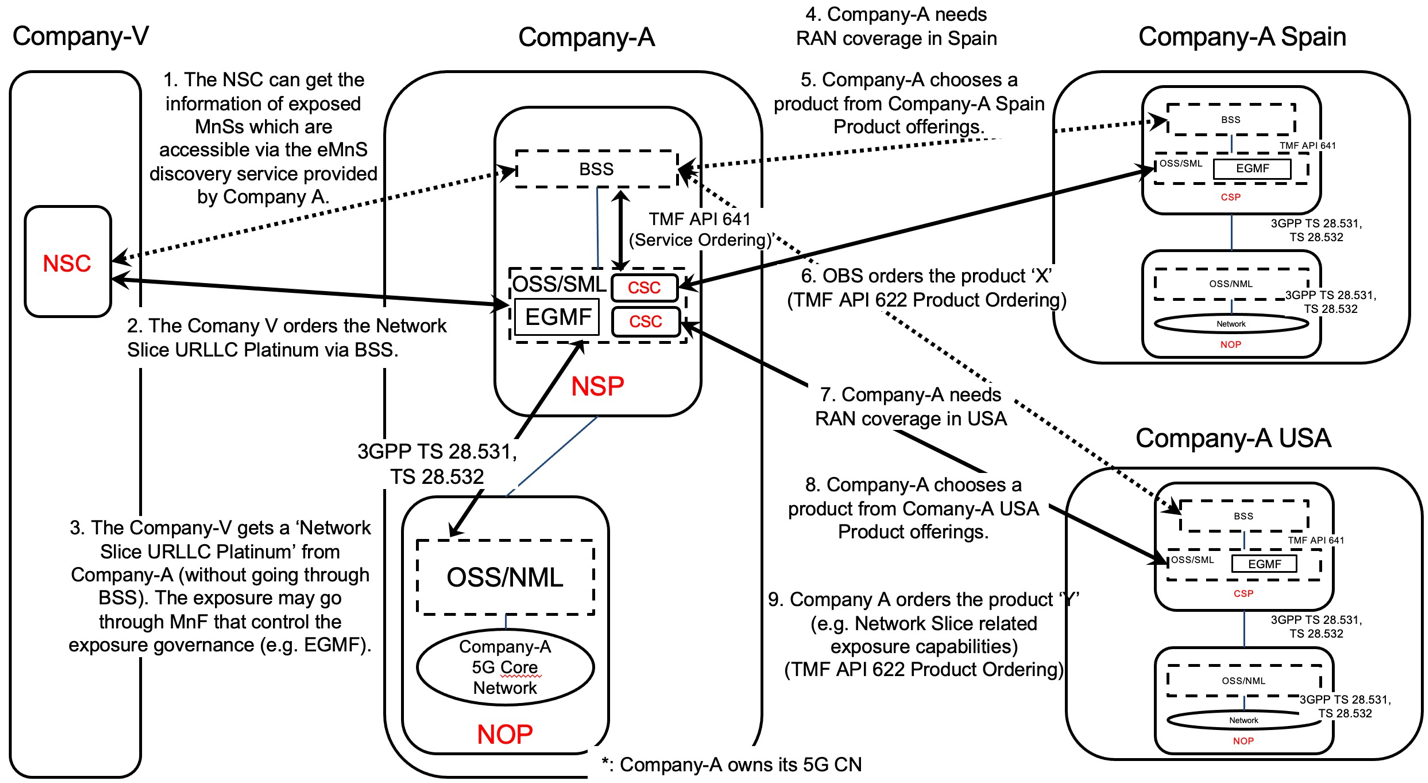 Company-V
Company-A
4. Company-A needs
RAN coverage in Spain
Company-A Spain
1. The NSC can get the
information of exposed
MnSs which are
accessible via the eMnS
discovery service provided
by Company A.
5. Company-A chooses a
product from Company-A Spain
Product offerings.
BSS
BSS
TMF API 641
OSS/SML
EGMF
CSP
TMF API 641
(Service Ordering)
3GPP TS 28.531,
TS 28.532
NSC
6. OBS orders the product ‘X’
(TMF API 622 Product Ordering)
OSS/SML
CSC
EGMF
CSC
OSS/NML
3GPP TS 28.531,
TS 28.532
Network
NOP
2. The Comany V orders the Network
Slice URLLC Platinum via BSS.
NSP
7. Company-A needs
RAN coverage in USA
Company-A USA
3GPP TS 28.531,
TS 28.532
8. Company-A chooses a
product from Comany-A USA
Product offerings.
BSS
TMF API 641
OSS/SML
EGMF
CSP
3. The Company-V gets a ‘Network
Slice URLLC Platinum’ from
Company-A (without going through
BSS). The exposure may go
through MnF that control the
exposure governance (e.g. EGMF).
OSS/NML
9. Company A orders the product ‘Y’
(e.g. Network Slice related
exposure capabilities)
(TMF API 622 Product Ordering)
3GPP TS 28.531,
TS 28.532
Company-A
5G Core
Network
OSS/NML
3GPP TS 28.531,
TS 28.532
Network
NOP
NOP
*: Company-A owns its 5G CN